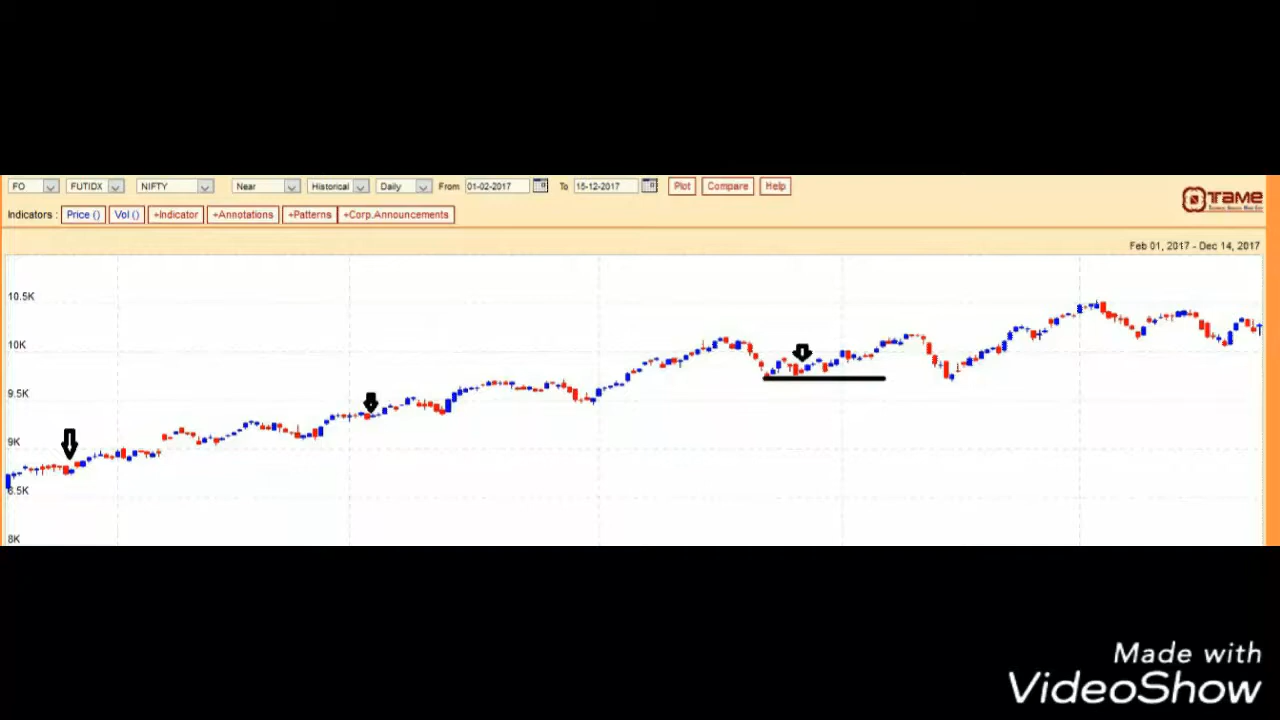 FO FUTIDX NIFTY Near Historical Daily From 01-02-2017 To 15-12-2017 Plot Compare Help
Indicators : Price () Vol () +Indicator +Annotations +Patterns +Corp.Announcements
TAME
Feb 01, 2017 - Dec 14, 2017
10.5K
10K
9.5K
9K
8.5K
8K
Made with
VideoShow